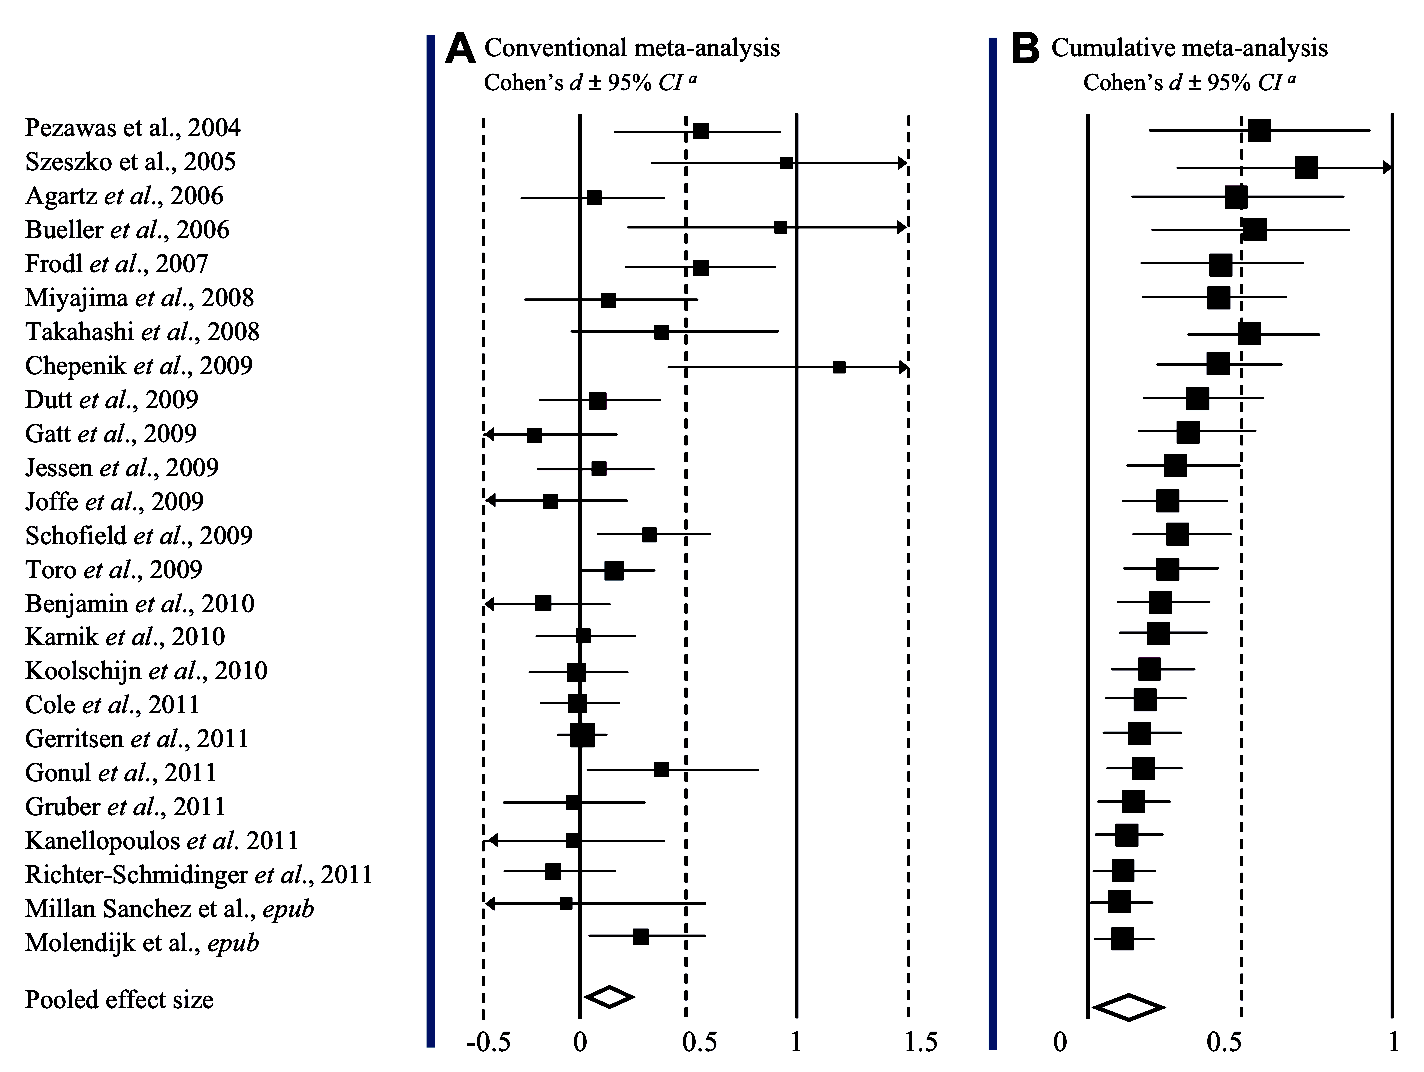 A Conventional meta-analysis
Cohen's d ± 95% CI a
B Cumulative meta-analysis
Cohen's d ± 95% CI a
Pezawas et al., 2004
Szeszko et al., 2005
Agartz et al., 2006
Bueller et al., 2006
Frodl et al., 2007
Miyajima et al., 2008
Takahashi et al., 2008
Chepenik et al., 2009
Dutt et al., 2009
Gatt et al., 2009
Jessen et al., 2009
Joffe et al., 2009
Schofield et al., 2009
Toro et al., 2009
Benjamin et al., 2010
Karnik et al., 2010
Koolschijn et al., 2010
Cole et al., 2011
Gerritsen et al., 2011
Gonul et al., 2011
Gruber et al., 2011
Kanellopoulos et al. 2011
Richter-Schmidinger et al., 2011
Millan Sanchez et al., epub
Molendijk et al., epub
Pooled effect size
-0.5 0 0.5 1 1.5
0 0.5 1